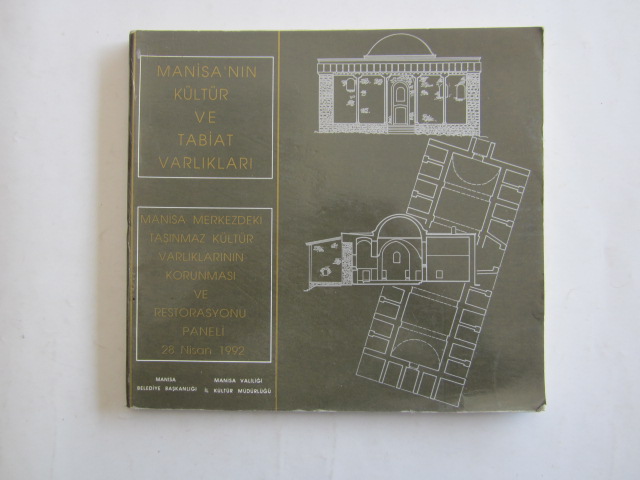 MANİSA'NIN
KÜLTÜR
VE
TABİAT
VARLIKLARI
MANİSA MERKEZDEKİ
TAŞINMAZ KÜLTÜR
VARLIKLARININ
KORUNMASI
VE
RESTORASYONU
PANELİ
28 Nisan 1992
MANİSA
BELEDİYE BAŞKANLIĞI
MANİSA VALİLİĞİ
İL KÜLTÜR MÜDÜRLÜĞÜ